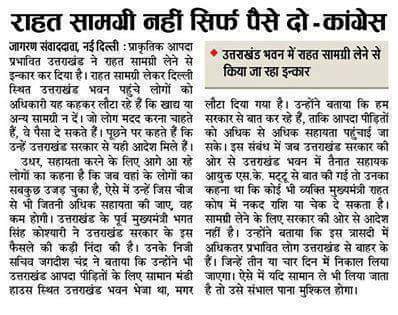 राहत सामग्री नहीं सिर्फ पैसे दो -कांग्रेस
जागरण संवाददाता, नई दिल्ली : प्राकृतिक आपदा
प्रभावित उत्तराखंड ने राहत सामग्री लेने से
इन्कार कर दिया है। राहत सामग्री लेकर दिल्ली
स्थित उत्तराखंड भवन पहुंचे लोगों को
अधिकारी यह कहकर लौटा रहे हैं कि खाद्य या
अन्य सामग्री न दें। जो लोग मदद करना चाहते
हैं, वे पैसा दे सकते हैं। पूछने पर कहते हैं कि
उन्हें उत्तराखंड सरकार से यही आदेश मिले हैं।
उधर, सहायता करने के लिए आगे आ रहे
लोगों का कहना है कि जब वहां के लोगों का
सबकुछ उजड़ चुका है, ऐसे में उन्हें जिस चीज
से भी जितनी अधिक सहायता की जाए, वह
कम होगी। उत्तराखंड के पूर्व मुख्यमंत्री भगत
सिंह कोश्यारी ने उत्तराखंड सरकार के इस
फैसले की कड़ी निंदा की है। उनके निजी
सचिव जगदीश चंद्र ने बताया कि उन्होंने भी
उत्तराखंड आपदा पीड़ितों के लिए सामान मंडी
हाउस स्थित उत्तराखंड भवन भेजा था, मगर
• उत्तराखंड भवन में राहत सामग्री लेने से
किया जा रहा इन्कार
लौटा दिया गया है। उन्होंने बताया कि हम
सरकार से बात कर रहे हैं, ताकि आपदा पीड़ितों
को अधिक से अधिक सहायता पहुंचाई जा
सके। इस संबंध में जब उत्तराखंड सरकार की
ओर से उत्तराखंड भवन में तैनात सहायक
आयुक्त एस.के. मट्टू से बात की गई तो उनका
कहना था कि कोई भी व्यक्ति मुख्यमंत्री राहत
कोष में नकद राशि या चेक दे सकता है।
सामग्री लेने के लिए सरकार की ओर से आदेश
नहीं है। उन्होंने बताया कि इस त्रासदी में
अधिकतर प्रभावित लोग उत्तराखंड से बाहर के
हैं। जिन्हें तीन या चार दिन में निकाल लिया
जाएगा। ऐसे में यदि सामान ले भी लिया जाता
है तो उसे संभाल पाना मुश्किल होगा।